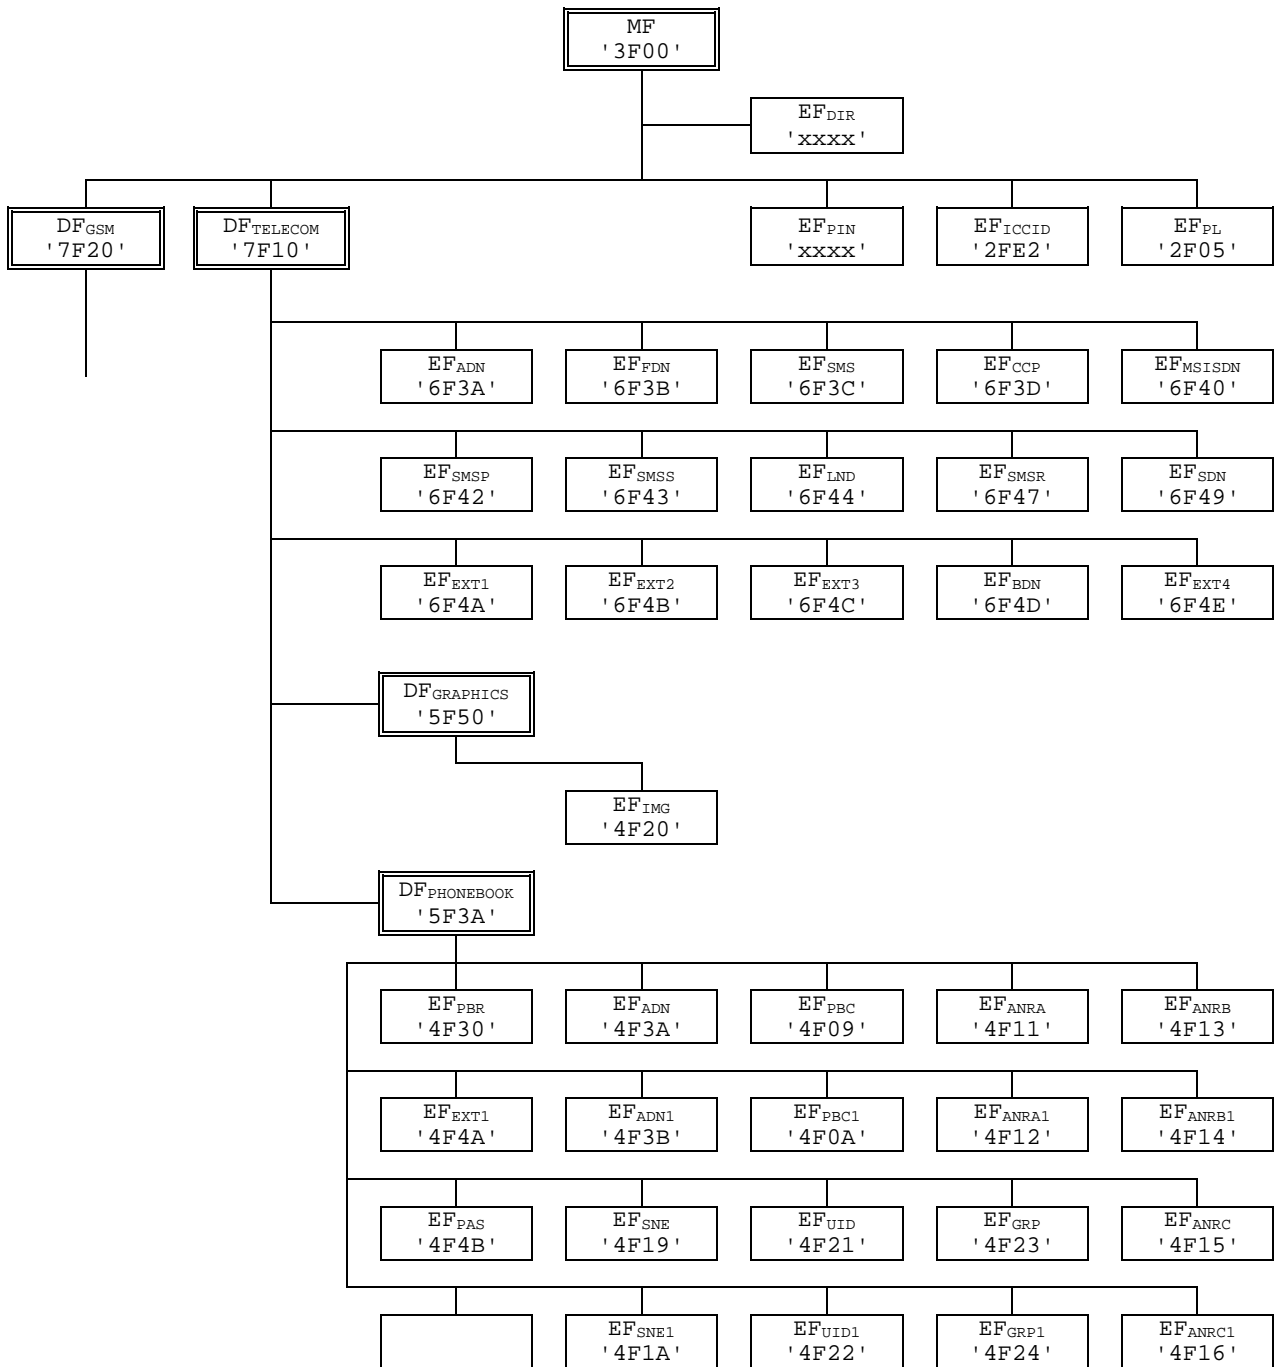 MF
'3F00'
EFDIR
'xxxx'
DFGSM
'7F20'
DFTELECOM
'7F10'
EFPIN
'xxxx'
EFICCID
'2FE2'
EFPL
'2F05'
EFADN
'6F3A'
EFFDN
'6F3B'
EFSMS
'6F3C'
EFCCP
'6F3D'
EFMSISDN
'6F40'
EFSMSP
'6F42'
EFSMSS
'6F43'
EFLND
'6F44'
EFSMSR
'6F47'
EFSDN
'6F49'
EFEXT1
'6F4A'
EFEXT2
'6F4B'
EFEXT3
'6F4C'
EFBDN
'6F4D'
EFEXT4
'6F4E'
DFGRAPHICS
'5F50'
EFIMG
'4F20'
DFPHONEBOOK
'5F3A'
EFPBR
'4F30'
EFADN
'4F3A'
EFPBC
'4F09'
EFANRA
'4F11'
EFANRB
'4F13'
EFEXT1
'4F4A'
EFADN1
'4F3B'
EFPBC1
'4F0A'
EFANRA1
'4F12'
EFANRB1
'4F14'
EFPAS
'4F4B'
EFSNE
'4F19'
EFUID
'4F21'
EFGRP
'4F23'
EFANRC
'4F15'
EFSNE1
'4F1A'
EFUID1
'4F22'
EFGRP1
'4F24'
EFANRC1
'4F16'